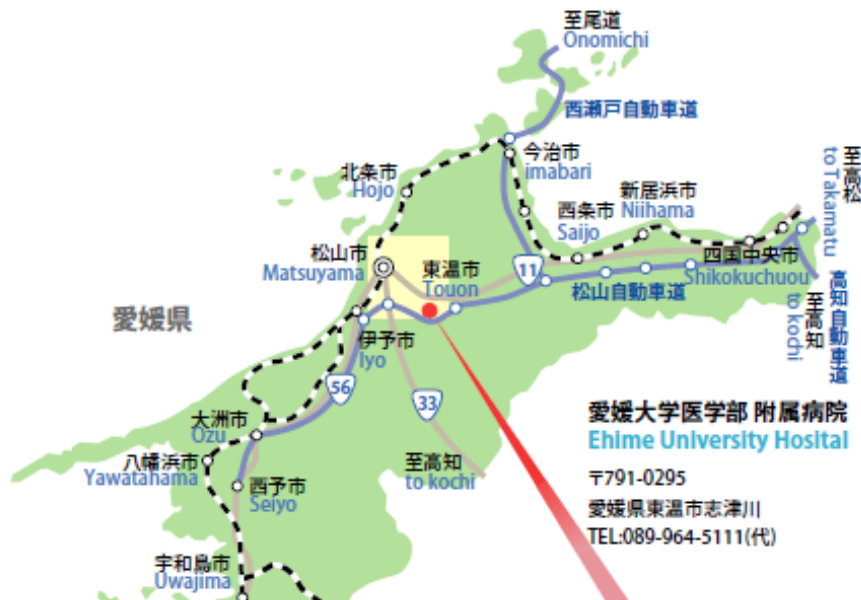 至尾道
Onomichi
西瀬戸自動車道
今治市
imabari
北条市
Hojo
新居浜市
Niihama
西条市
Saijo
至高松
to Takamatu
松山市
Matsuyama
東温市
Touon
11
四国中央市
Shikokuchuou
松山自動車道
高知自動車道
至高知
to kochi
愛媛県
伊予市
Iyo
56
33
大洲市
Ozu
八幡浜市
Yawatahama
西予市
Seiyo
至高知
to kochi
宇和島市
Uwajima
愛媛大学医学部 附属病院
Ehime University Hosital
〒791-0295
愛媛県東温市志津川
TEL:089-964-5111(代)